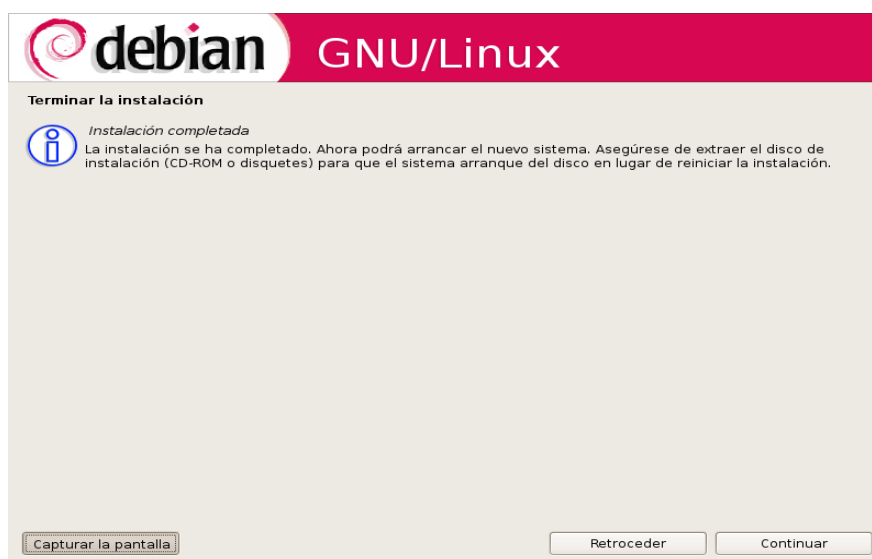 debian GNU/Linux
Terminar la instalación
Instalación completada
La instalación se ha completado. Ahora podrá arrancar el nuevo sistema. Asegúrese de extraer el disco de
instalación (CD-ROM o disquetes) para que el sistema arranque del disco en lugar de reiniciar la instalación.
Capturar la pantalla Retroceder Continuar